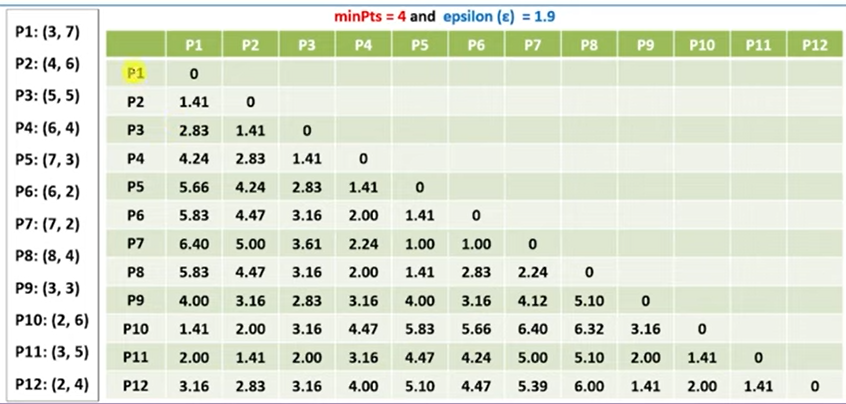 minPts = 4 and epsilon (ε) = 1.9
P1: (3, 7)
P2: (4, 6)
P3: (5, 5)
P4: (6, 4)
P5: (7, 3)
P6: (6, 2)
P7: (7, 2)
P8: (8, 4)
P9: (3, 3)
P10: (2, 6)
P11: (3, 5)
P12: (2, 4)
P1 P2 P3 P4 P5 P6 P7 P8 P9 P10 P11 P12
P1 0
P2 1.41 0
P3 2.83 1.41 0
P4 4.24 2.83 1.41 0
P5 5.66 4.24 2.83 1.41 0
P6 5.83 4.47 3.16 2.00 1.41 0
P7 6.40 5.00 3.61 2.24 1.00 1.00 0
P8 5.83 4.47 3.16 2.00 1.41 2.83 2.24 0
P9 4.00 3.16 2.83 3.16 4.00 3.16 4.12 5.10 0
P10 1.41 2.00 3.16 4.47 5.83 5.66 6.40 6.32 3.16 0
P11 2.00 1.41 2.00 3.16 4.47 4.24 5.00 5.10 2.00 1.41 0
P12 3.16 2.83 3.16 4.00 5.10 4.47 5.39 6.00 1.41 2.00 1.41 0